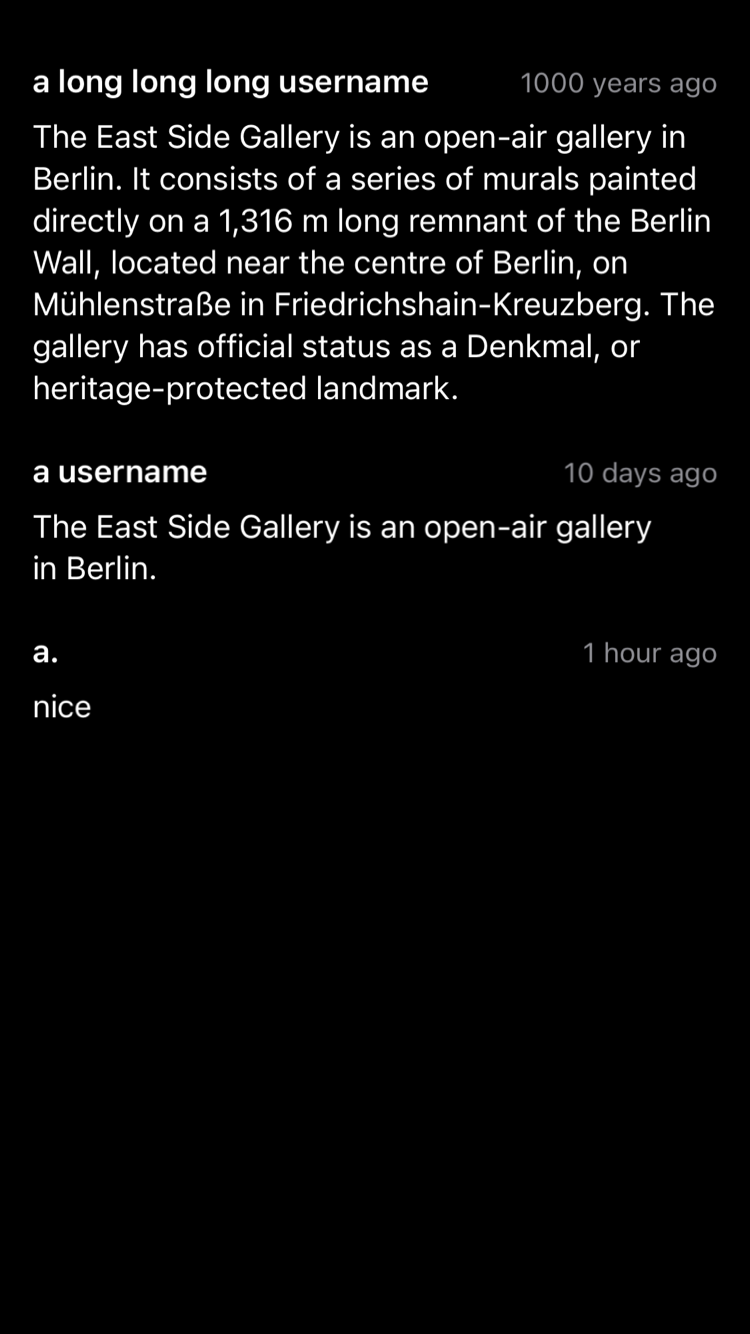 a long long long username 1000 years ago
The East Side Gallery is an open-air gallery in
Berlin. It consists of a series of murals painted
directly on a 1,316 m long remnant of the Berlin
Wall, located near the centre of Berlin, on
Mühlenstraße in Friedrichshain-Kreuzberg. The
gallery has official status as a Denkmal, or
heritage-protected landmark.
a username 10 days ago
The East Side Gallery is an open-air gallery
in Berlin.
a. 1 hour ago
nice